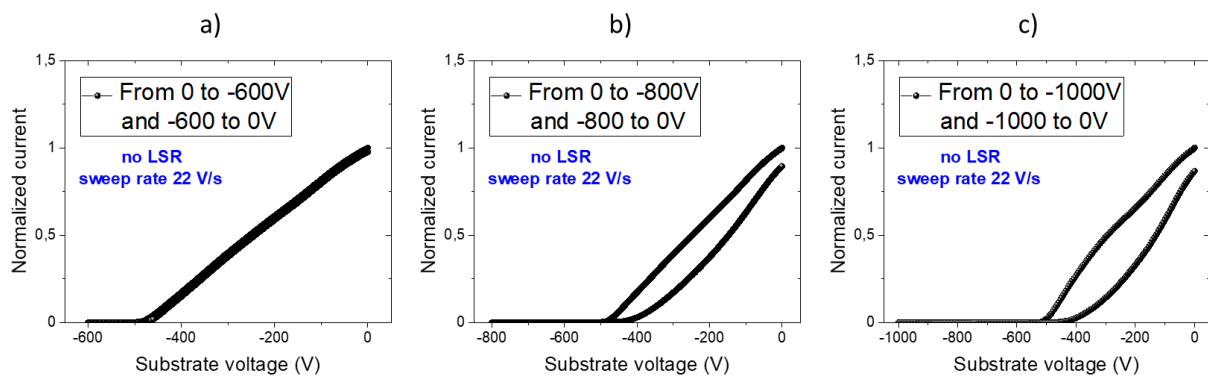 a)
1,5
1
0,5
0
Normalized current
From 0 to -600V
and -600 to 0V
no LSR
sweep rate 22 V/s
-600
-400
-200
0
Substrate voltage (V)
b)
1,5
1
0,5
0
Normalized current
From 0 to -800V
and -800 to 0V
no LSR
sweep rate 22 V/s
-800
-600
-400
-200
0
Substrate voltage (V)
c)
1,5
1
0,5
0
Normalized current
From 0 to -1000V
and -1000 to 0V
no LSR
sweep rate 22 V/s
-1000
-800
-600
-400
-200
0
Substrate voltage (V)